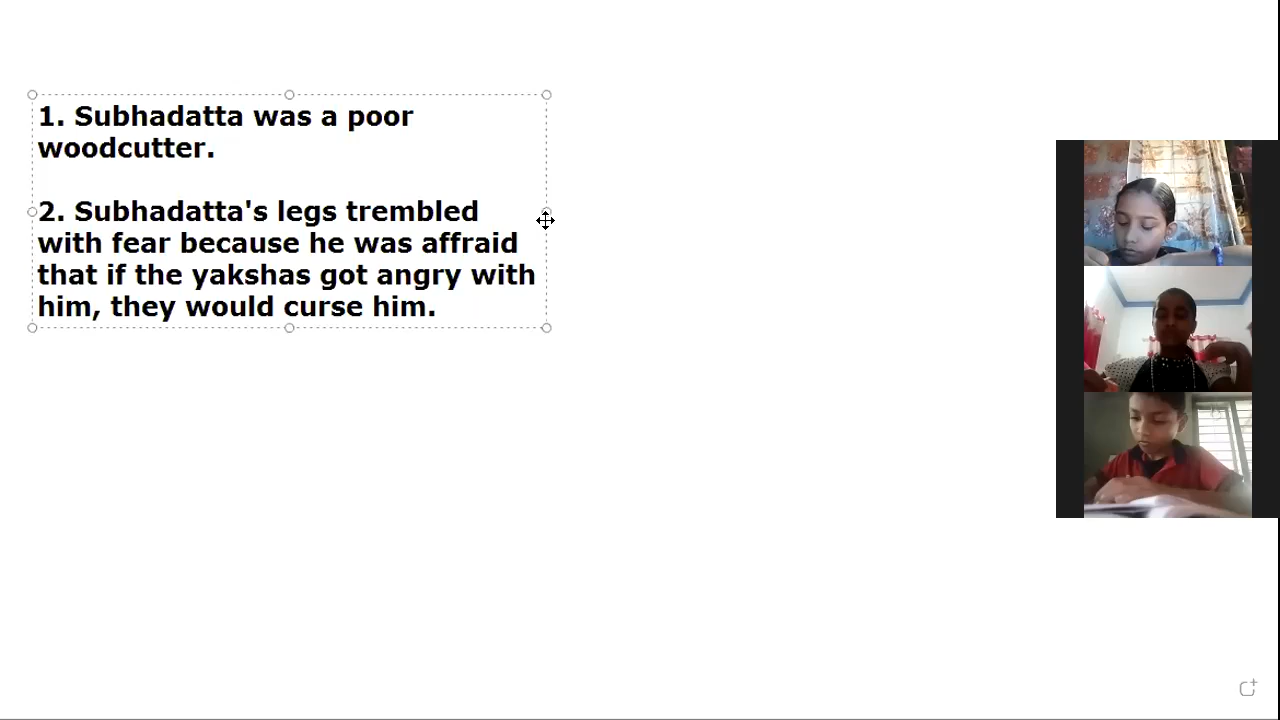 1. Subhadatta was a poor
woodcutter.
2. Subhadatta's legs trembled
with fear because he was affraid
that if the yakshas got angry with
him, they would curse him.